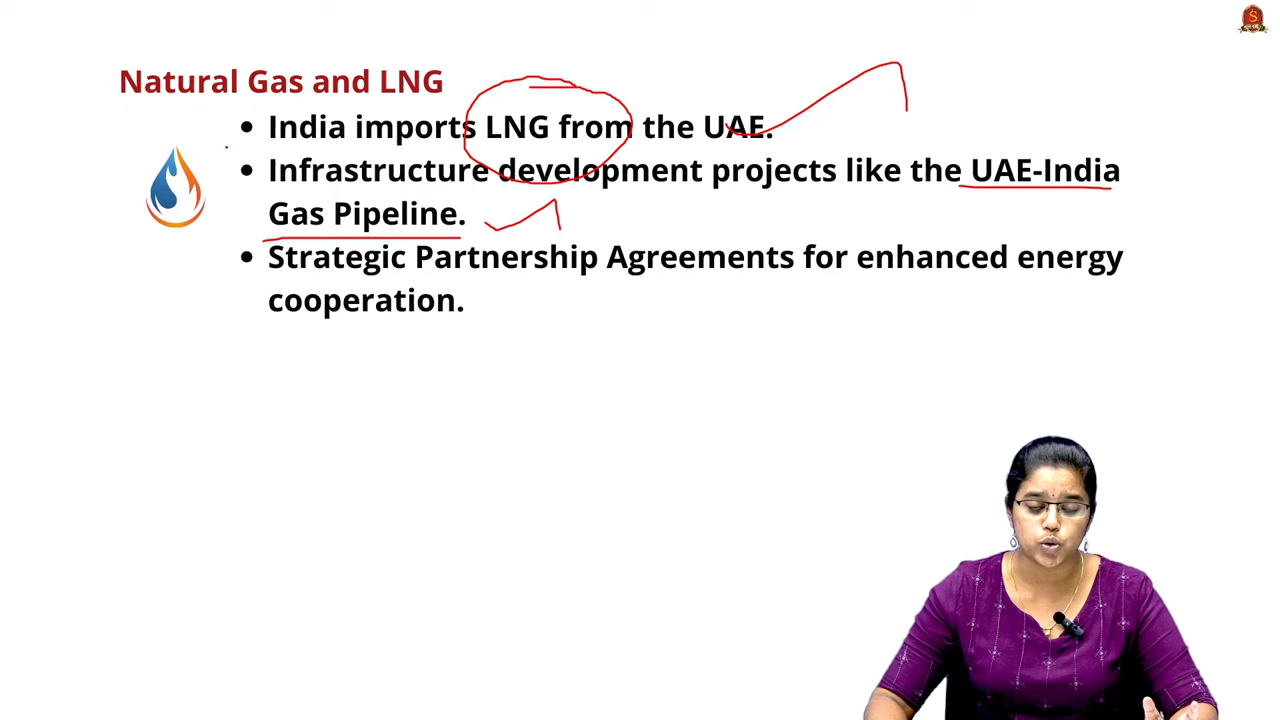 Natural Gas and LNG
India imports LNG from the UAE.
Infrastructure development projects like the UAE-India
Gas Pipeline.
Strategic Partnership Agreements for enhanced energy
cooperation.